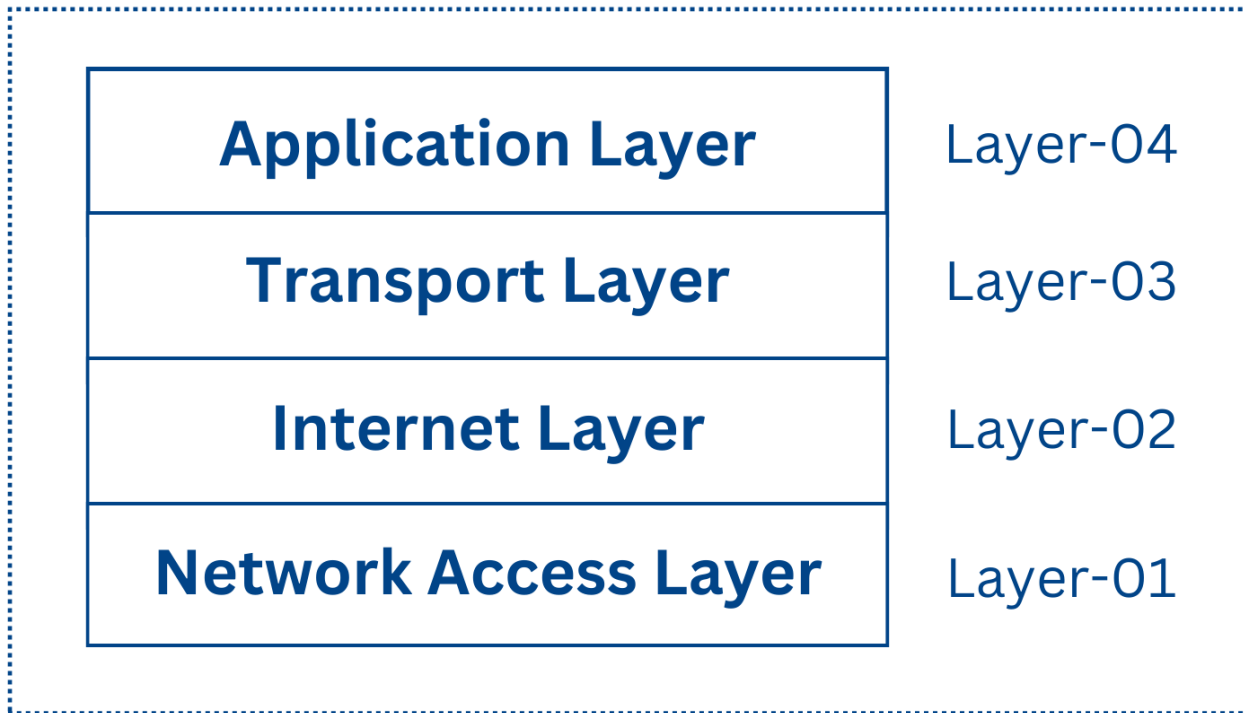 Application Layer Layer-04
Transport Layer Layer-03
Internet Layer Layer-02
Network Access Layer Layer-01